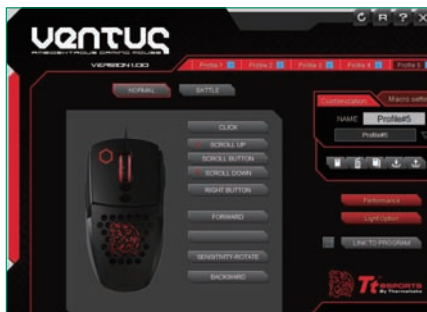 C R ? X
VENTUS
AMBIDEXTROUS GAMING MOUSE
VERSION 1.00
Profile 1
Profile 2
Profile 3
Profile 4
Profile 5
NORMAL
BATTLE
Customization
Macro setti
NAME
Profile#5
Profile#5
CLICK
SCROLL UP
SCROLL BUTTON
SCROLL DOWN
RIGHT BUTTON
FORWARD
SENSITIVITY-ROTATE
BACKWARD
Performance
Light Option
LINK TO PROGRAM
Tt eSPORTS
By Thermaltake